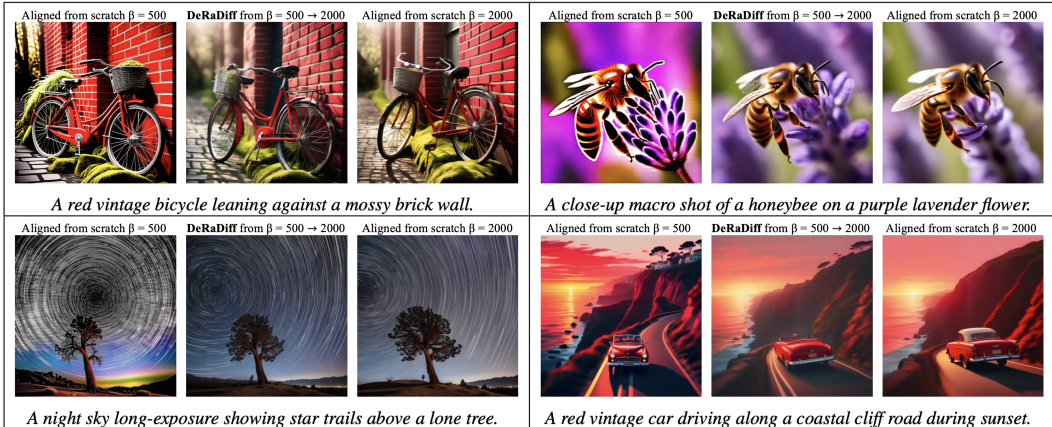 Aligned from scratch β = 500
DeRaDiff from β = 500 → 2000
Aligned from scratch β = 2000
A red vintage bicycle leaning against a mossy brick wall.
Aligned from scratch β = 500
DeRaDiff from β = 500 → 2000
Aligned from scratch β = 2000
A close-up macro shot of a honeybee on a purple lavender flower.
Aligned from scratch β = 500
DeRaDiff from β = 500 → 2000
Aligned from scratch β = 2000
A night sky long-exposure showing star trails above a lone tree.
Aligned from scratch β = 500
DeRaDiff from β = 500 → 2000
Aligned from scratch β = 2000
A red vintage car driving along a coastal cliff road during sunset.